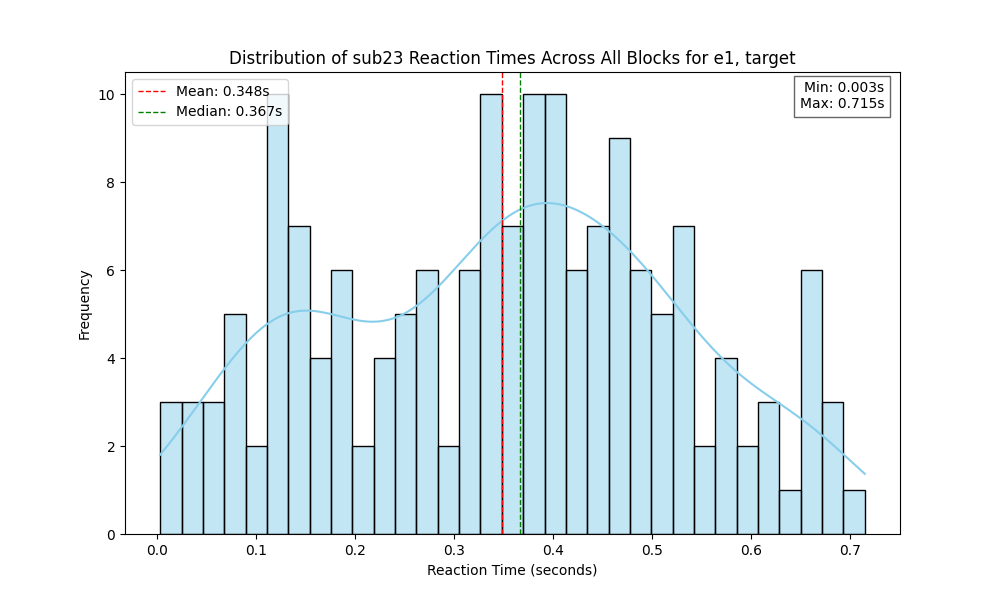 Distribution of sub23 Reaction Times Across All Blocks for e1, target
Mean: 0.348s
Median: 0.367s
Min: 0.003s
Max: 0.715s
Frequency
10
8
6
4
2
0
0.0 0.1 0.2 0.3 0.4 0.5 0.6 0.7
Reaction Time (seconds)